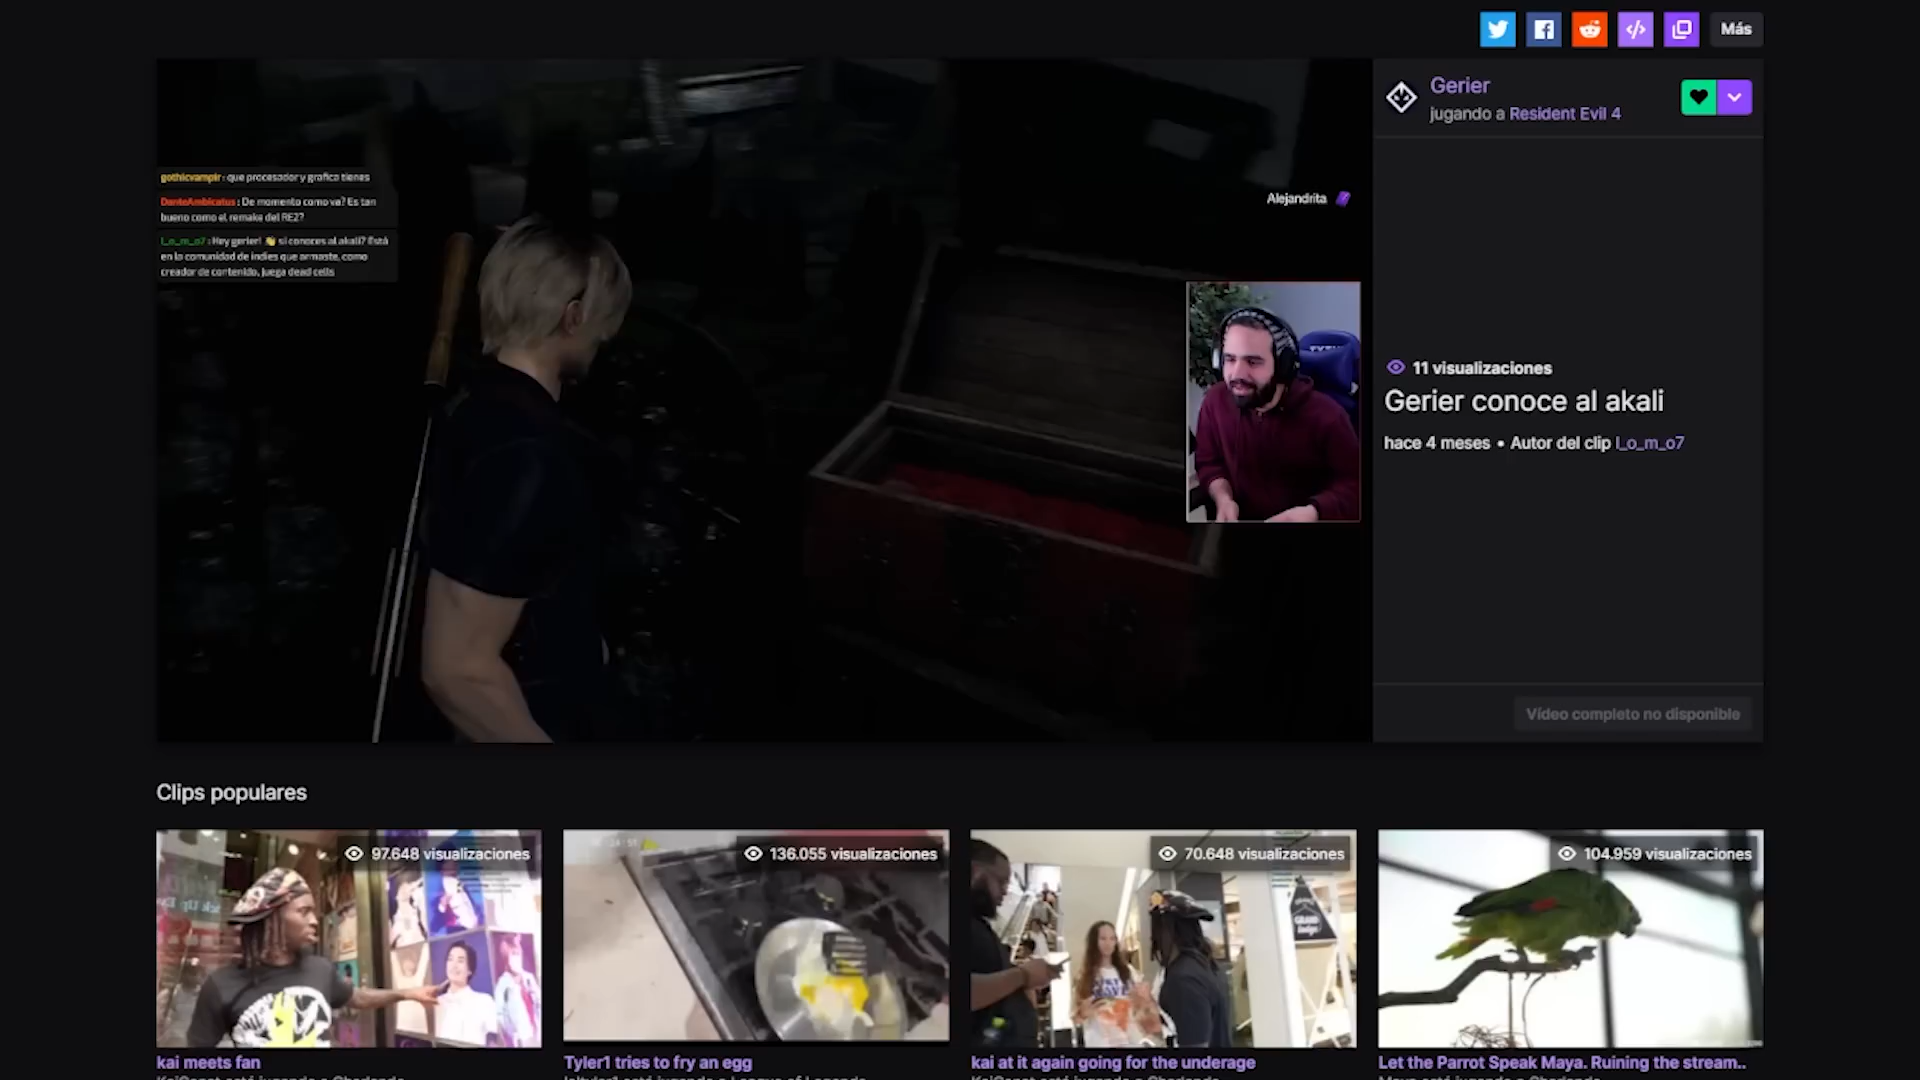 Más
Gerier
jugando a Resident Evil 4
gothicvampir: que procesador y grafica tienes
DanteAmbicatus: De momento como va? Es tan
bueno como el remake del RE2?
l_o_m_o7: Hey gerier! 👋 si conoces al akali? Está
en la comunidad de indies que armaste, como
creador de contenido, juega dead cells
Alejandrita
11 visualizaciones
Gerier conoce al akali
hace 4 meses • Autor del clip l_o_m_o7
Vídeo completo no disponible
Clips populares
97.648 visualizaciones
136.055 visualizaciones
70.648 visualizaciones
104.959 visualizaciones
kai meets fan
Tyler1 tries to fry an egg
kai at it again going for the underage
Let the Parrot Speak Maya. Ruining the stream..